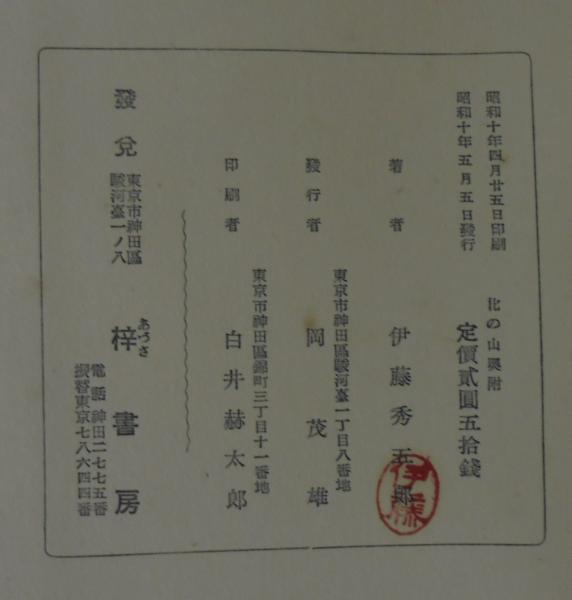 昭和十年四月廿五日印刷
昭和十年五月五日發行
北の山奧附
定價貳圓五拾錢
著者
伊藤秀五郎
伊藤
東京市神田區駿河臺一丁目八番地
發行者
岡茂雄
東京市神田區錦町三丁目十一番地
印刷者
白井赫太郎
發兌
東京市神田區
駿河臺一ノ八
あづさ
梓書房
電話神田二七七五番
振替東京七八六四四番